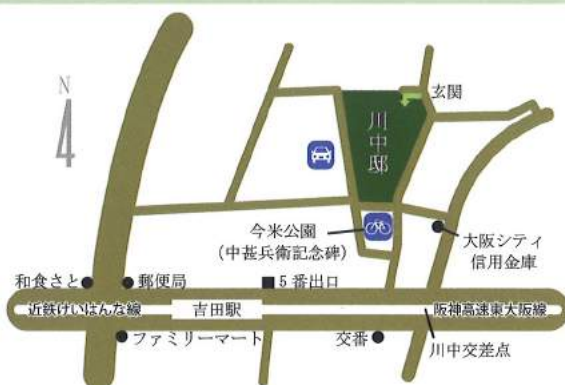 N
玄関
川中邸
今米公園
(中甚兵衛記念碑)
大阪シティ
信用金庫
和食さと
郵便局
5番出口
近鉄けいはんな線
吉田駅
阪神高速東大阪線
ファミリーマート
交番
川中交差点